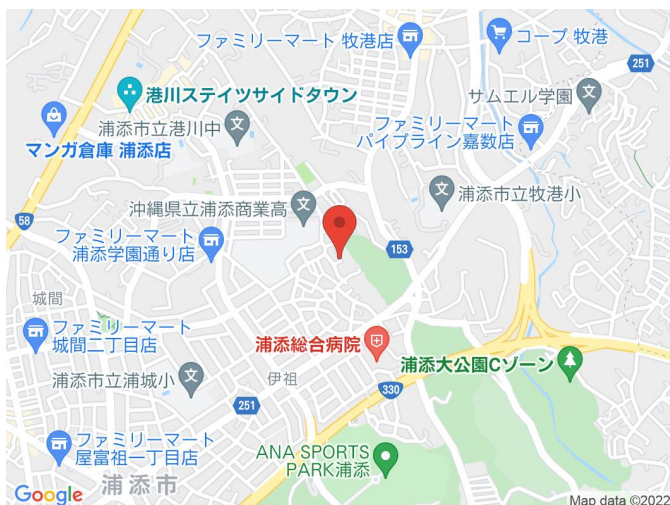 ファミリーマート 牧港店
コープ 牧港
251
330
サムエル学園
港川ステイツサイドタウン
浦添市立港川中
マンガ倉庫 浦添店
ファミリーマート
パイプライン嘉数店
浦添市立牧港小
沖縄県立浦添商業高
58
ファミリーマート
浦添学園通り店
153
城間
ファミリーマート
城間二丁目店
浦添総合病院
浦添大公園Cゾーン
浦添市立浦城小
伊祖
330
251
ANA SPORTS
PARK浦添
ファミリーマート
屋富祖一丁目店
浦添市
Google
Map data ©2022